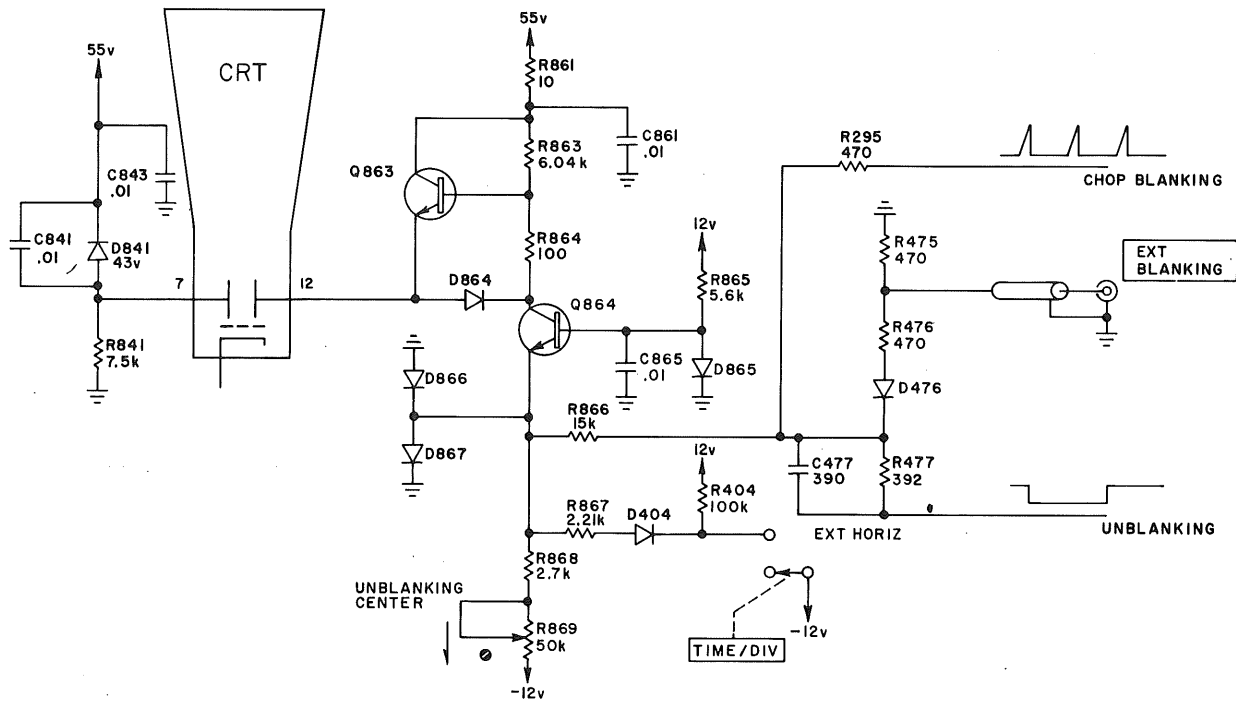 55v
CRT
C843
.01
C841
.01
D841
43v
7
12
R841
7.5k
55v
R861
10
C861
.01
R863
6.04k
Q863
R864
100
D864
Q864
12v
R865
5.6k
C865
.01
D865
D866
D867
R866
15k
R867
2.21k
D404
12v
R404
100k
EXT HORIZ
R868
2.7k
UNBLANKING
CENTER
R869
50k
-12v
TIME/DIV
-12v
R295
470
CHOP BLANKING
R475
470
EXT
BLANKING
R476
470
D476
C477
390
R477
392
UNBLANKING